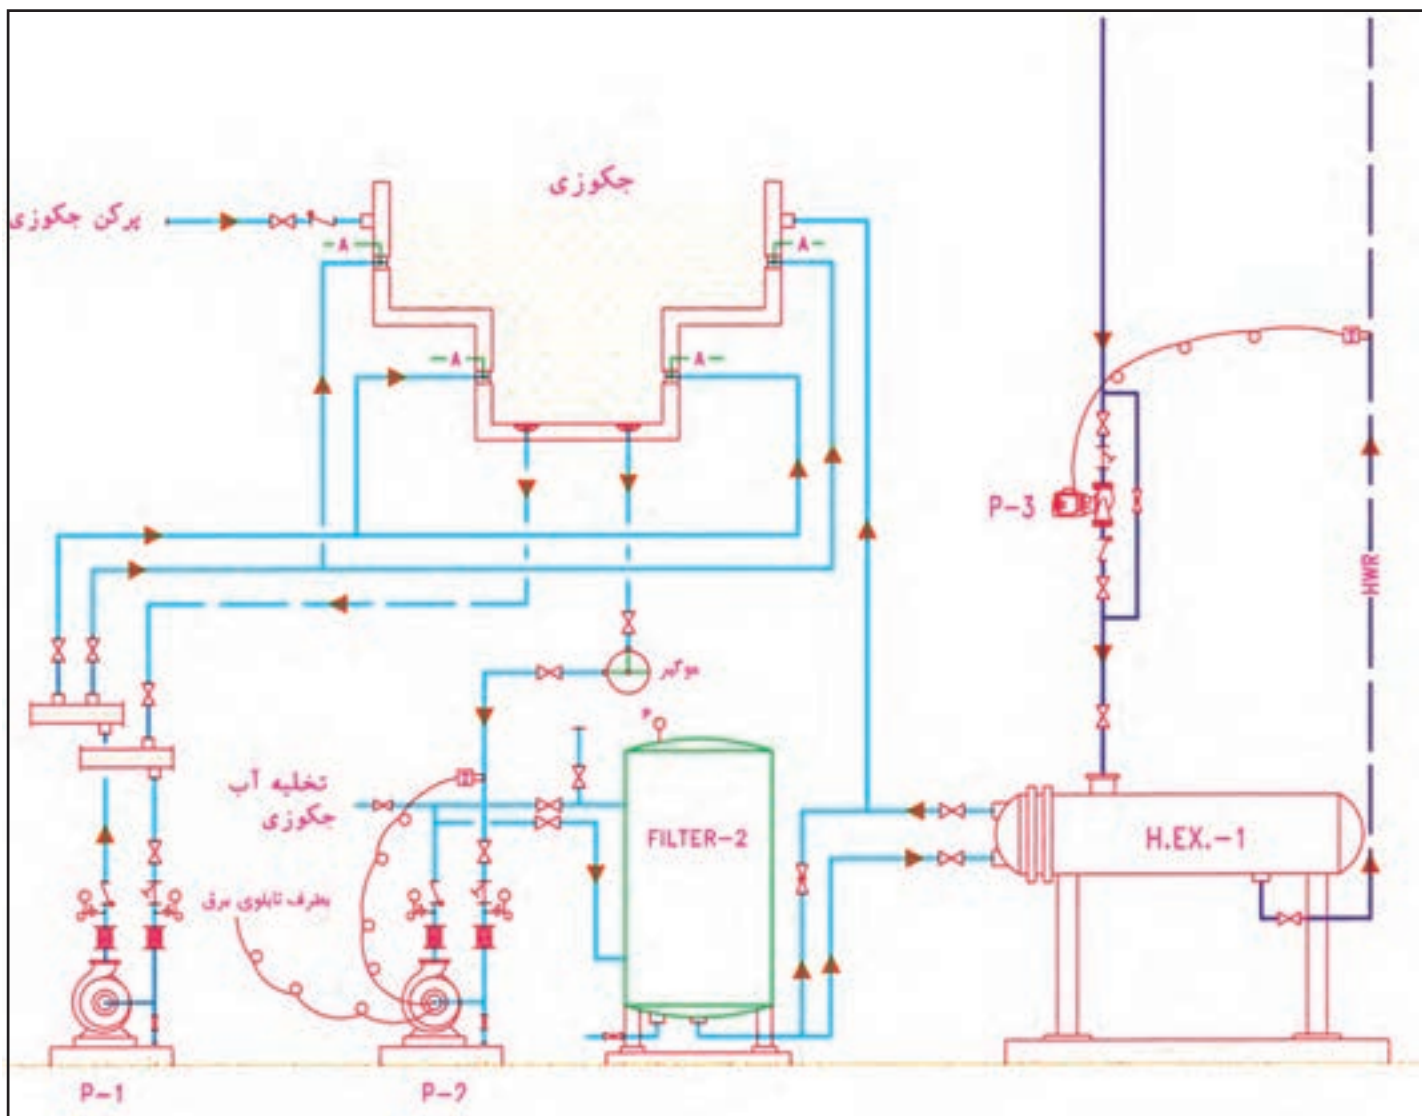 جکوزی
پرکن جکوزی
A
A
A
A
P-3
HWR
موگیر
P
تخلیه آب
جکوزی
FILTER-2
H.EX.-1
بطرف تابلوی برق
P-1
P-2